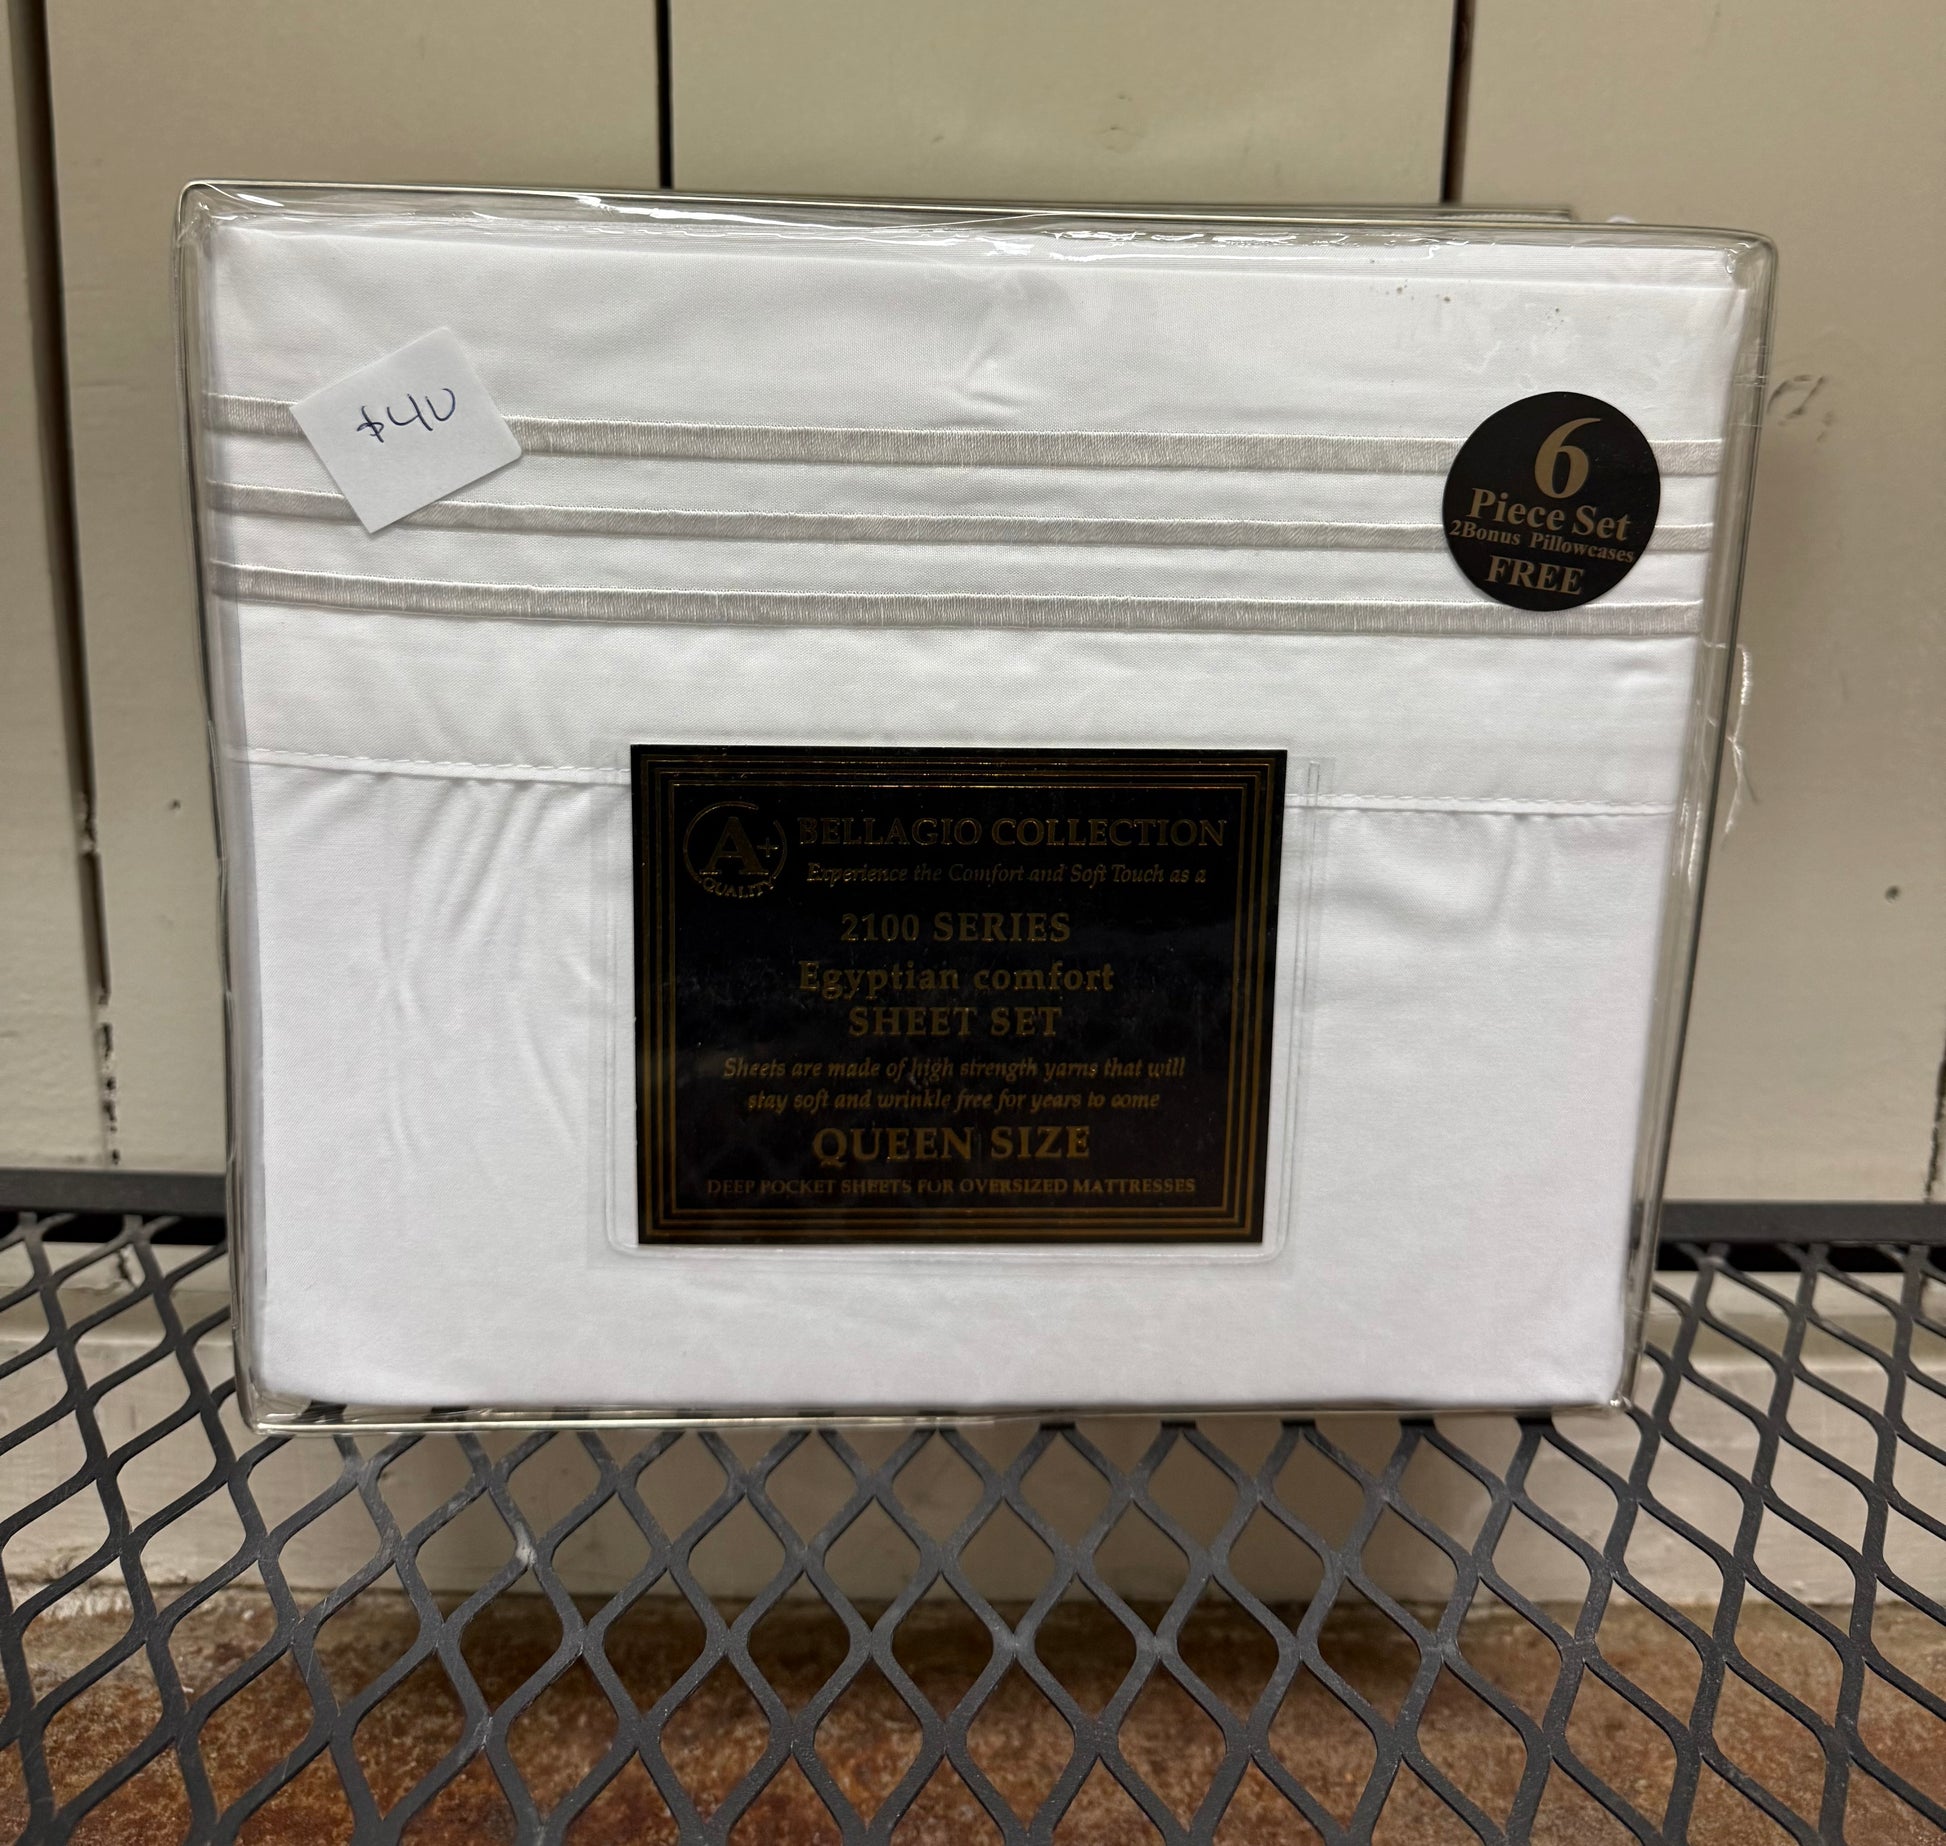 $40
6
Piece Set
2Bonus Pillowcases
FREE
A+
QUALITY
BELLAGIO COLLECTION
Experience the Comfort and Soft Touch as a
2100 SERIES
Egyptian comfort
SHEET SET
Sheets are made of high strength yarns that will
stay soft and wrinkle free for years to come
QUEEN SIZE
DEEP POCKET SHEETS FOR OVERSIZED MATTRESSES